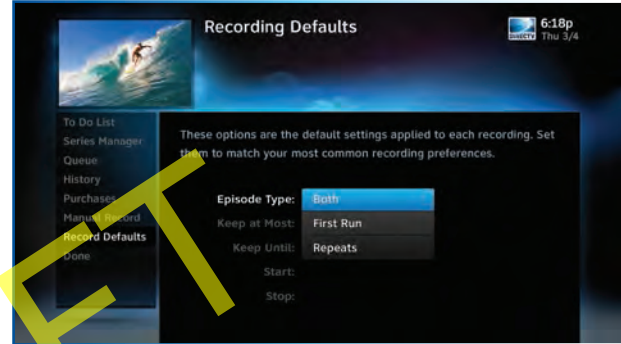 Recording Defaults
DIRECTV
6:18p
Thu 3/4
To Do List
Series Manager
Queue
History
Purchases
Manual Record
Record Defaults
Done
These options are the default settings applied to each recording. Set
them to match your most common recording preferences.
Episode Type: Both
Keep at Most: First Run
Keep Until: Repeats
Start:
Stop:
FT